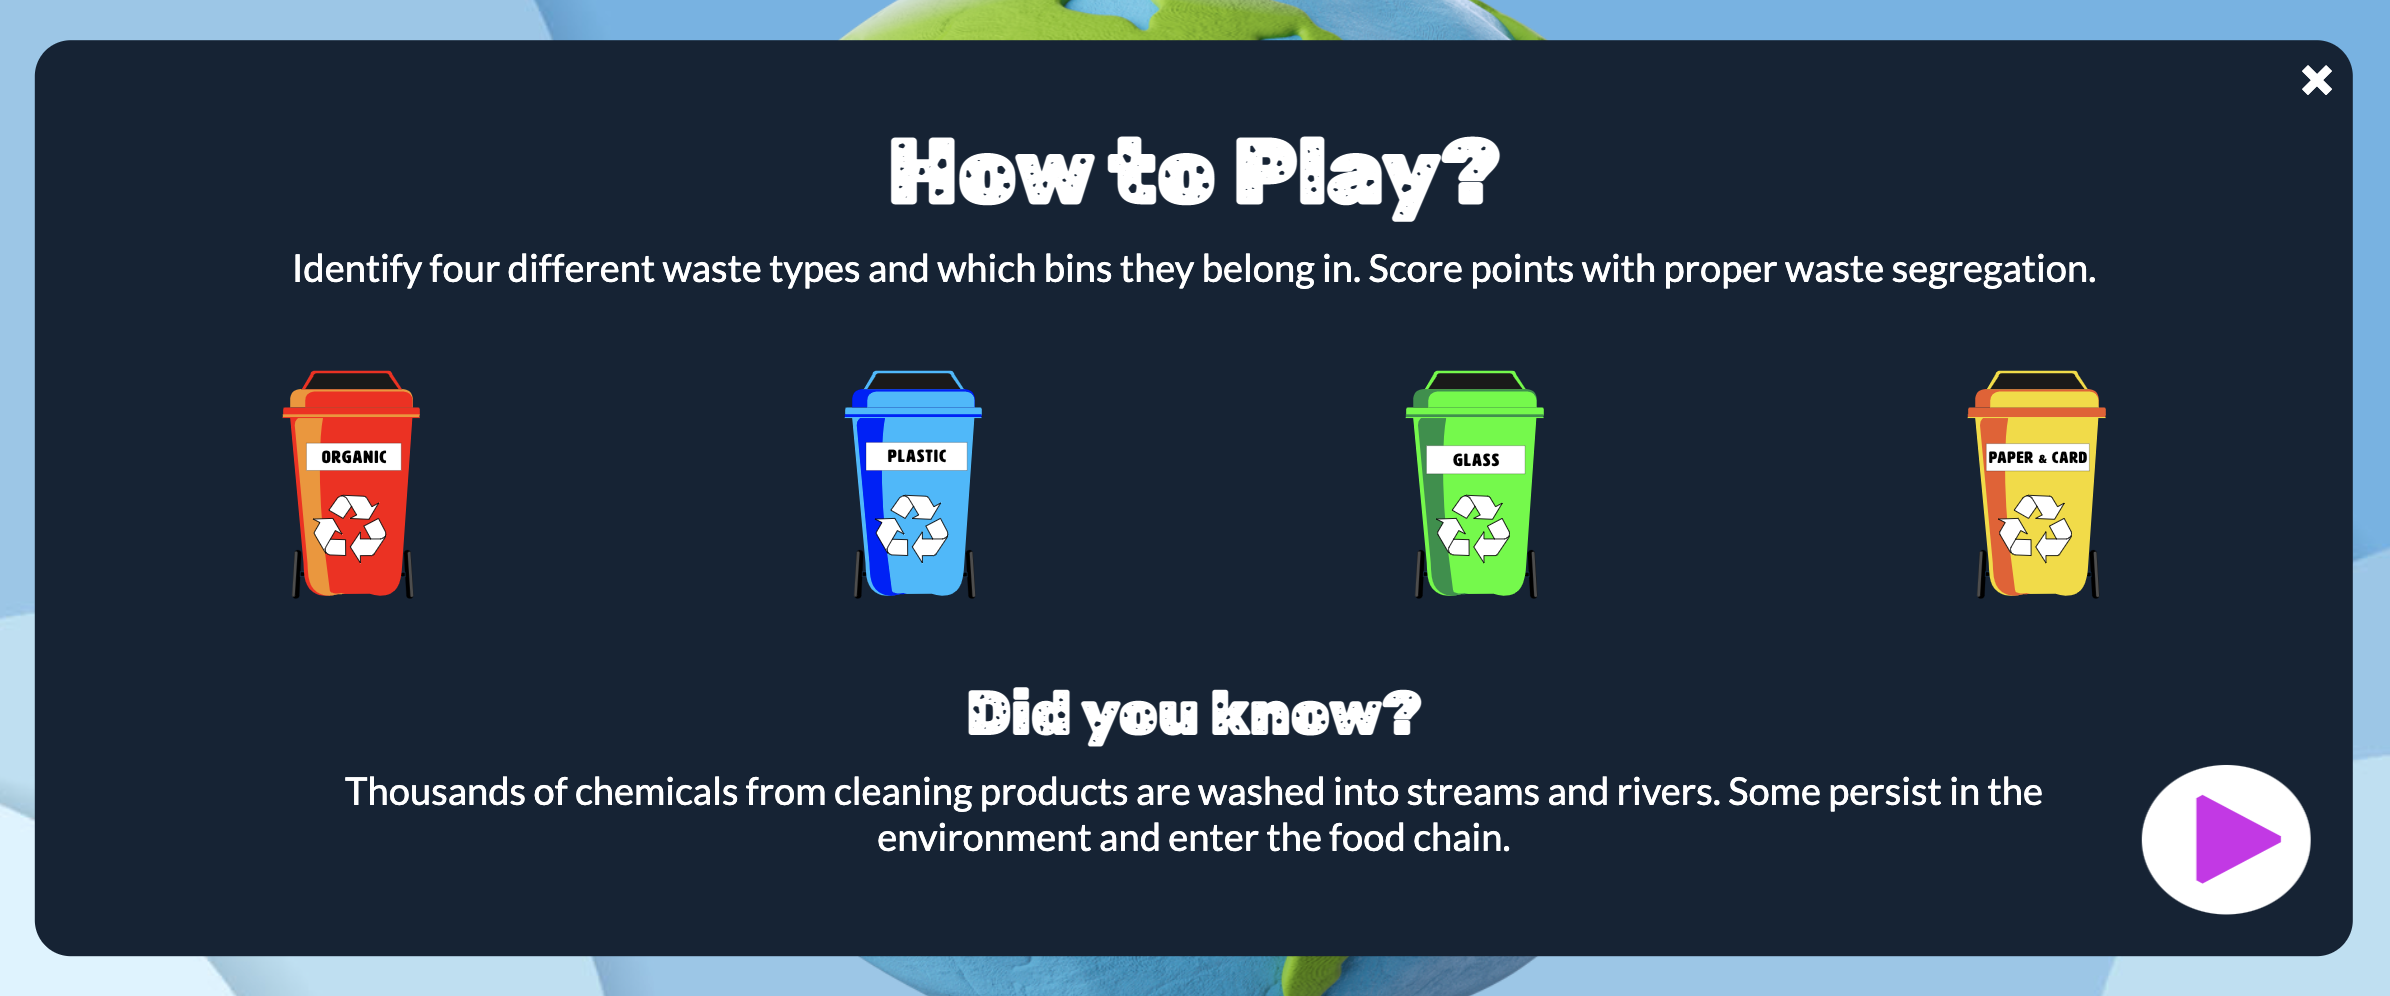 How to Play?
Identify four different waste types and which bins they belong in. Score points with proper waste segregation.
ORGANIC
PLASTIC
GLASS
PAPER & CARD
Did you know?
Thousands of chemicals from cleaning products are washed into streams and rivers. Some persist in the
environment and enter the food chain.